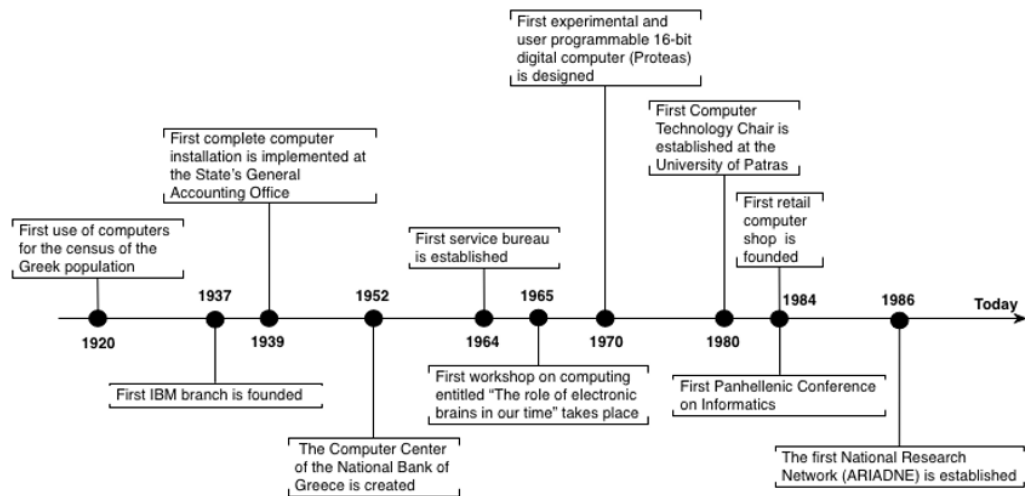 First experimental and
user programmable 16-bit
digital computer (Proteas)
is designed
First complete computer
installation is implemented at
the State's General
Accounting Office
First Computer
Technology Chair is
established at the
University of Patras
First use of computers
for the census of the
Greek population
First service bureau
is established
First retail
computer
shop is
founded
1937
1952
1965
1984
1986
Today
1920
1939
1964
1970
1980
First IBM branch is founded
First workshop on computing
entitled “The role of electronic
brains in our time” takes place
First Panhellenic Conference
on Informatics
The Computer Center
of the National Bank of
Greece is created
The first National Research
Network (ARIADNE) is established